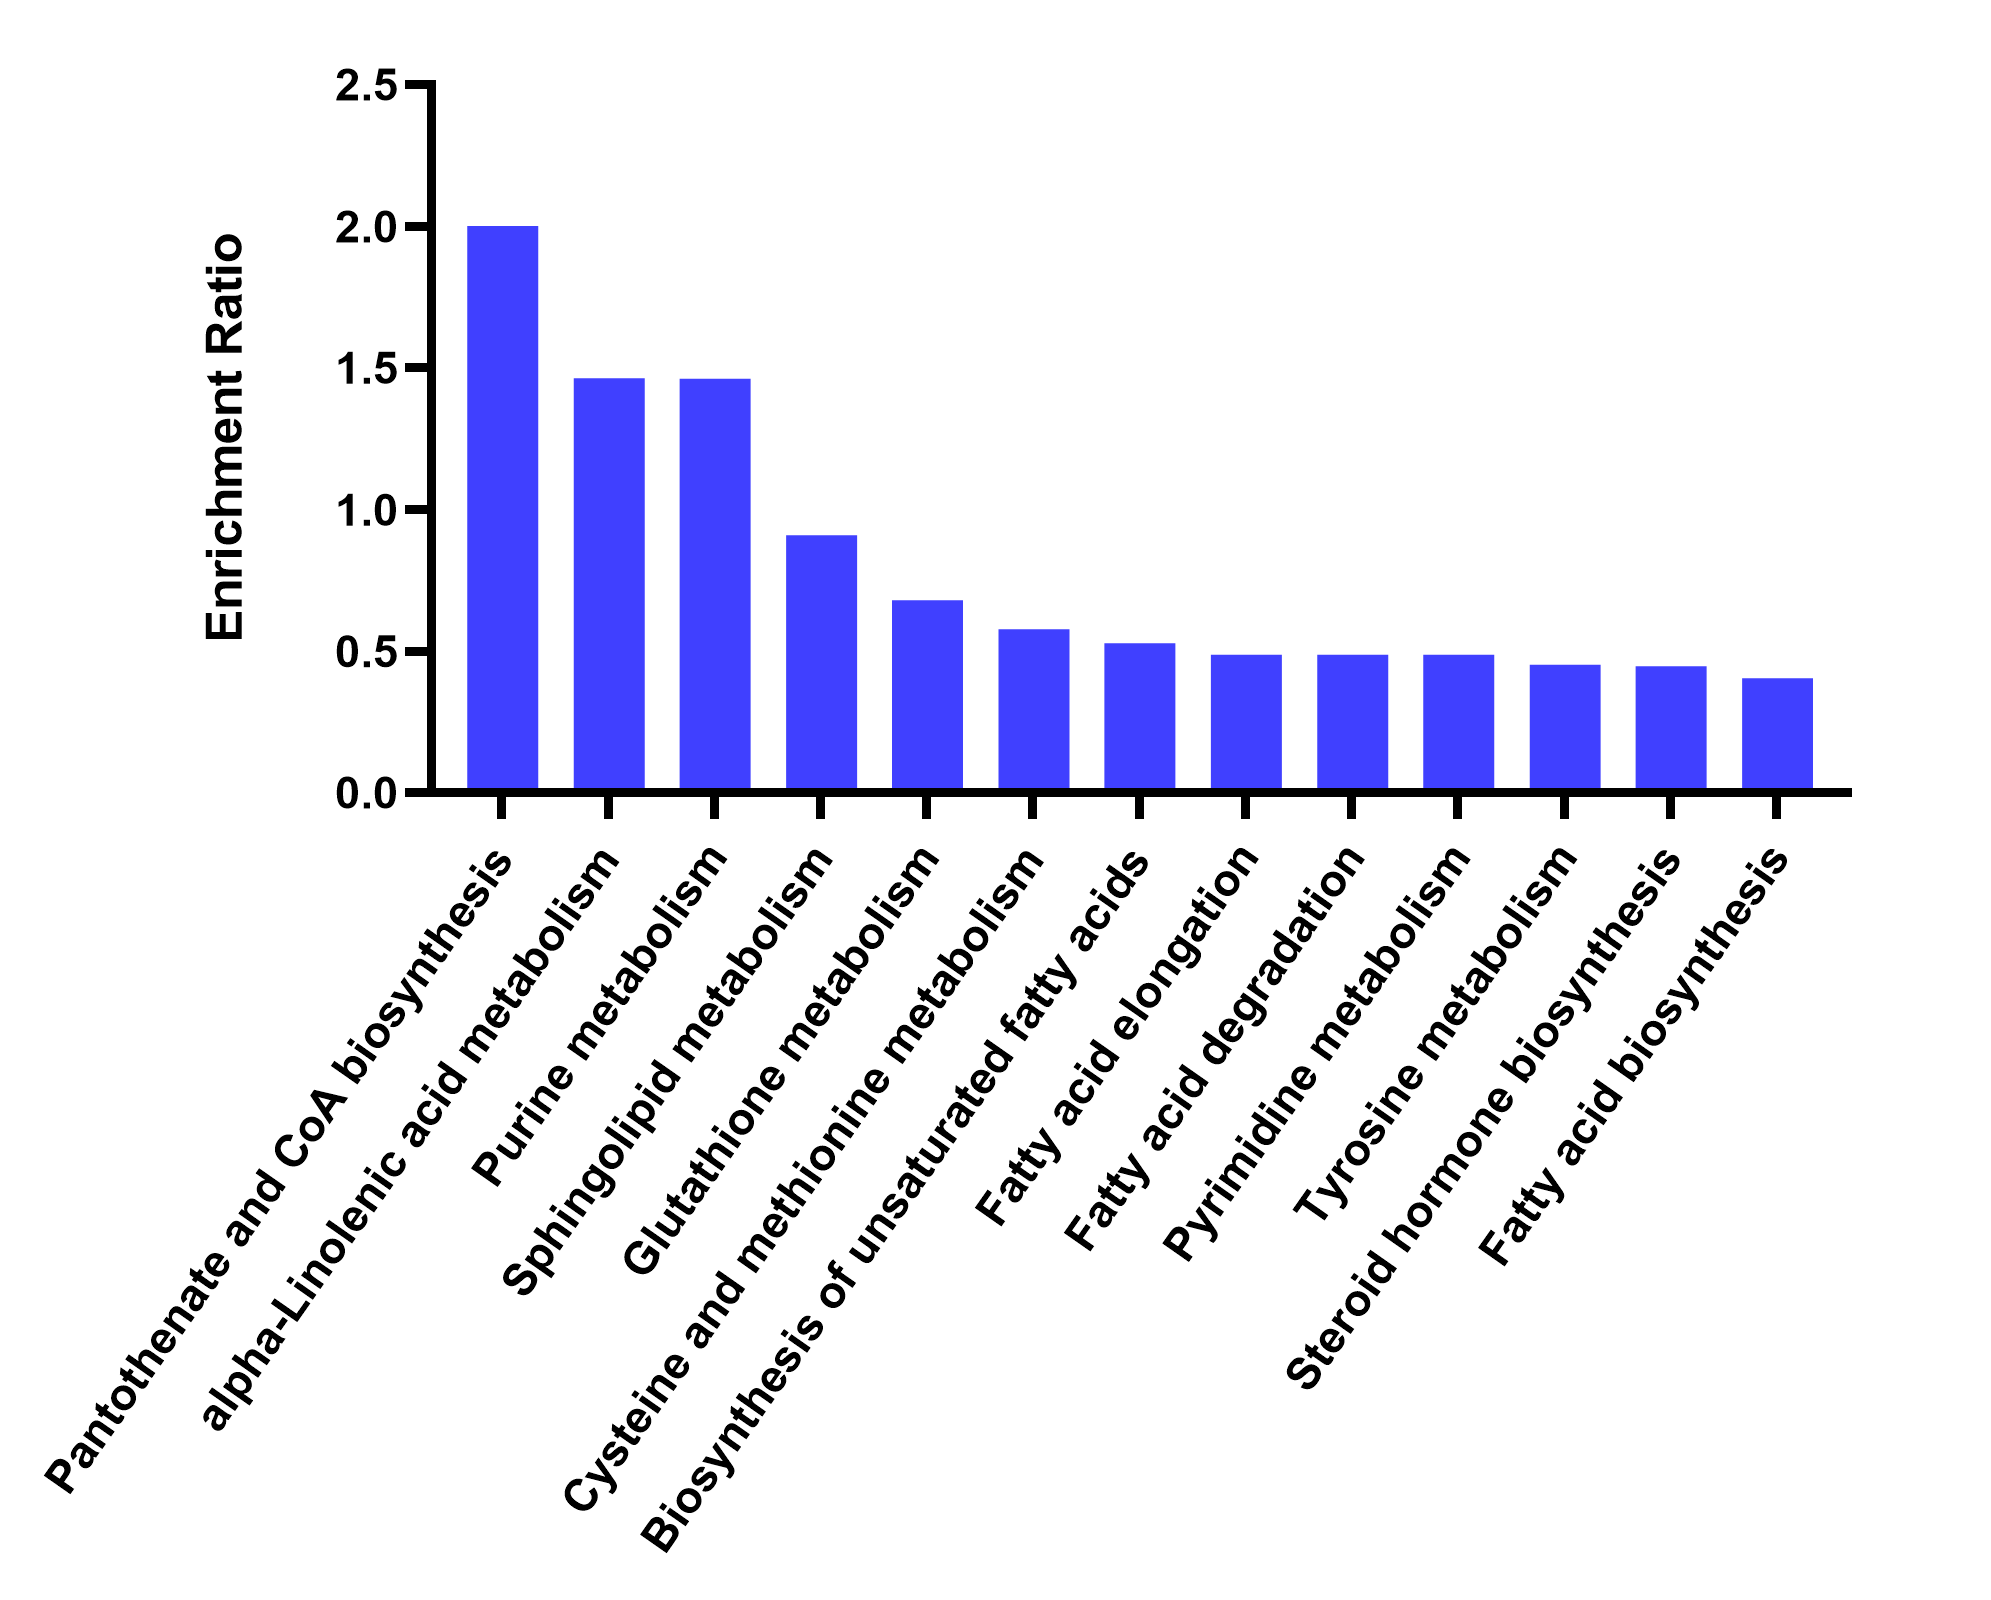 Enrichment Ratio
2.5
2.0
1.5
1.0
0.5
0.0
Pantothenate and CoA biosynthesis
alpha-Linolenic acid metabolism
Purine metabolism
Sphingolipid metabolism
Glutathione metabolism
Cysteine and methionine metabolism
Biosynthesis of unsaturated fatty acids
Fatty acid elongation
Fatty acid degradation
Pyrimidine metabolism
Tyrosine metabolism
Steroid hormone biosynthesis
Fatty acid biosynthesis